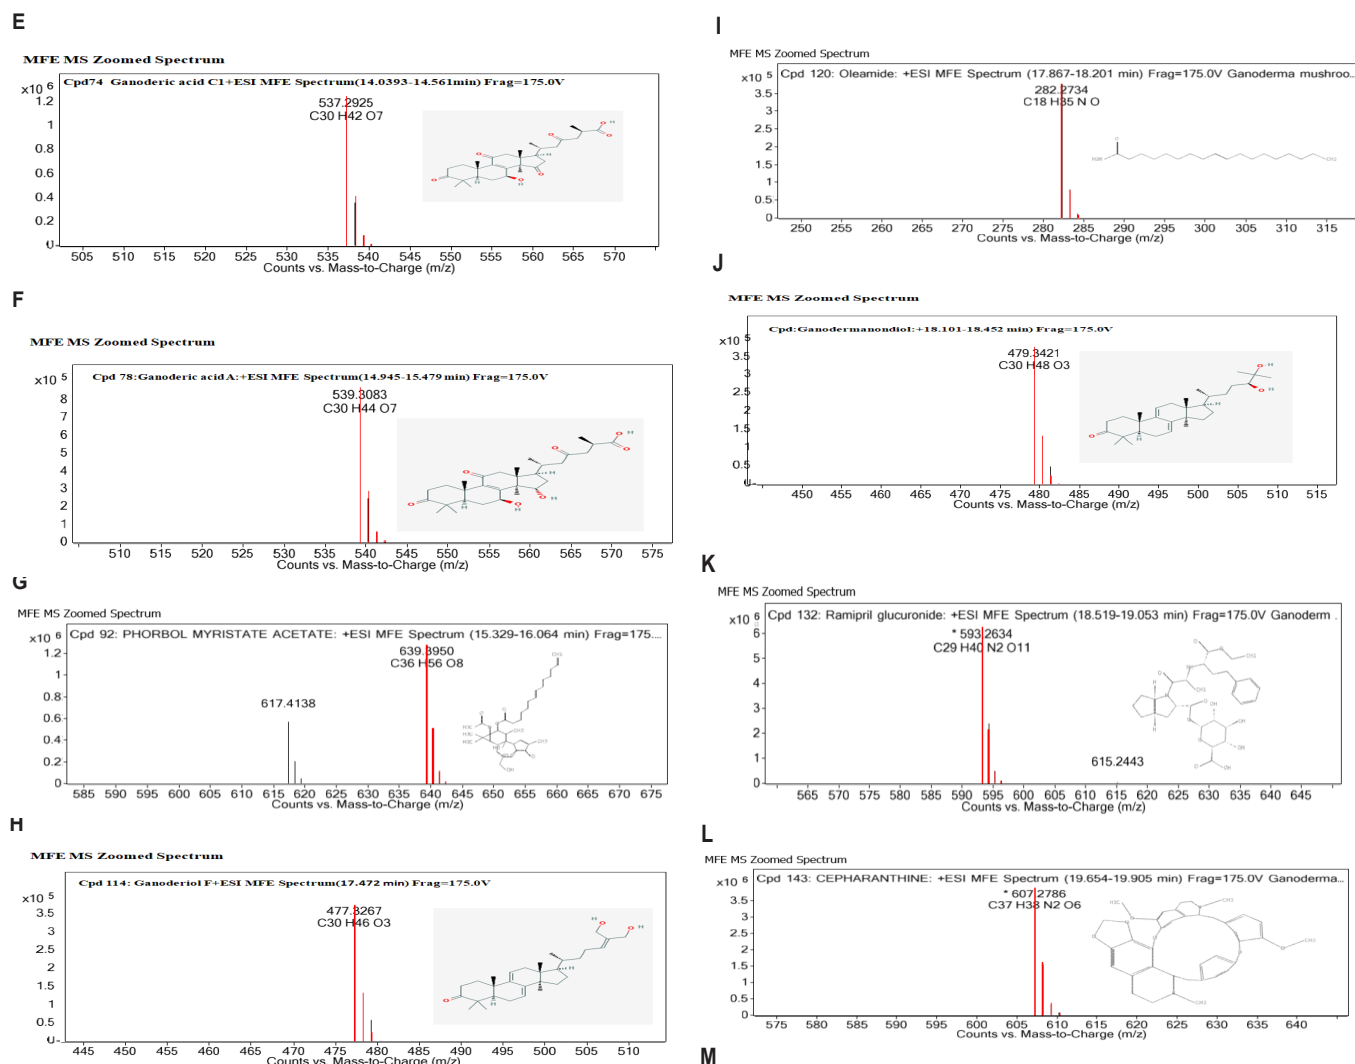 E
MFE MS Zoomed Spectrum
Cpd74 Ganoderic acid C1+ESI MFE Spectrum(14.0393-14.561min) Frag=175.0V
x10 6
537.2925
C30 H42 O7
1.2
1
0.8
0.6
0.4
0.2
0
505 510 515 520 525 530 535 540 545 550 555 560 565 570
Counts vs. Mass-to-Charge (m/z)
F
MFE MS Zoomed Spectrum
Cpd 78:Ganoderic acid A:+ESI MFE Spectrum(14.945-15.479 min) Frag=175.0V
x10 5
539.3083
C30 H44 O7
8
7
6
5
4
3
2
1
0
510 515 520 525 530 535 540 545 550 555 560 565 570 575
Counts vs. Mass-to-Charge (m/z)
G
MFE MS Zoomed Spectrum
Cpd 92: PHORBOL MYRISTATE ACETATE: +ESI MFE Spectrum (15.329-16.064 min) Frag=175....
x10 6
639.3950
C36 H56 O8
617.4138
1.2
1
0.8
0.6
0.4
0.2
0
585 590 595 600 605 610 615 620 625 630 635 640 645 650 655 660 665 670 675
Counts vs. Mass-to-Charge (m/z)
H
MFE MS Zoomed Spectrum
Cpd 114: Ganoderiol F+ESI MFE Spectrum(17.472 min) Frag=175.0V
x10 5
477.3267
C30 H46 O3
3.5
3
2.5
2
1.5
1
0.5
0
445 450 455 460 465 470 475 480 485 490 495 500 505 510
Counts vs. Mass-to-Charge (m/z)
I
MFE MS Zoomed Spectrum
Cpd 120: Oleamide: +ESI MFE Spectrum (17.867-18.201 min) Frag=175.0V Ganoderma mushroo...
x10 5
282.2734
C18 H35 N O
3.5
3
2.5
2
1.5
1
0.5
0
250 255 260 265 270 275 280 285 290 295 300 305 310 315
Counts vs. Mass-to-Charge (m/z)
J
MFE MS Zoomed Spectrum
Cpd:Ganodermanondiol:+18.101-18.452 min) Frag=175.0V
x10 5
479.3421
C30 H48 O3
3.5
3
2.5
2
1.5
1
0.5
0
450 455 460 465 470 475 480 485 490 495 500 505 510 515
Counts vs. Mass-to-Charge (m/z)
K
MFE MS Zoomed Spectrum
Cpd 132: Ramipril glucuronide: +ESI MFE Spectrum (18.519-19.053 min) Frag=175.0V Ganoderm ...
x10 6
* 593.2634
C29 H40 N2 O11
615.2443
6
5
4
3
2
1
0
565 570 575 580 585 590 595 600 605 610 615 620 625 630 635 640 645
Counts vs. Mass-to-Charge (m/z)
L
MFE MS Zoomed Spectrum
Cpd 143: CEPHARANTHINE: +ESI MFE Spectrum (19.654-19.905 min) Frag=175.0V Ganoderma...
x10 6
* 607.2786
C37 H38 N2 O6
3.5
3
2.5
2
1.5
1
0.5
0
575 580 585 590 595 600 605 610 615 620 625 630 635 640
Counts vs. Mass-to-Charge (m/z)
M